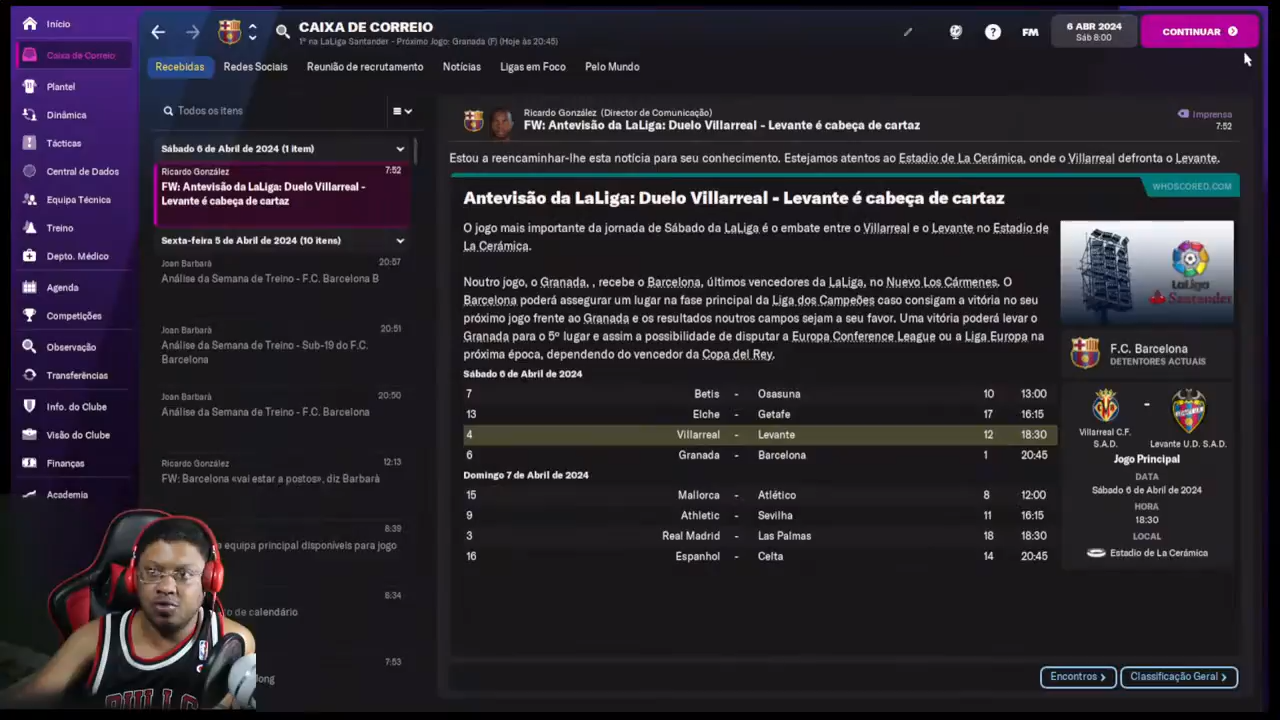 Início
Caixa de Correio
Plantel
Dinâmica
Tácticas
Central de Dados
Equipa Técnica
Treino
Depto. Médico
Agenda
Competições
Observação
Transferências
Info. do Clube
Visão do Clube
Finanças
Academia
CAIXA DE CORREIO
1º na LaLiga Santander - Próximo Jogo: Granada (F) (Hoje às 20:45)
?
FM
6 ABR 2024
Sáb 8:00
CONTINUAR
Recebidas
Redes Sociais
Reunião de recrutamento
Notícias
Ligas em Foco
Pelo Mundo
Todos os itens
Sábado 6 de Abril de 2024 (1 item)
Ricardo González 7:52
FW: Antevisão da LaLiga: Duelo Villarreal -
Levante é cabeça de cartaz
Sexta-feira 5 de Abril de 2024 (10 itens)
Joan Barbará 20:57
Análise da Semana de Treino - F.C. Barcelona B
Joan Barbará 20:51
Análise da Semana de Treino - Sub-19 do F.C.
Barcelona
Joan Barbará 20:50
Análise da Semana de Treino - F.C. Barcelona
Ricardo González 12:13
FW: Barcelona «vai estar a postos», diz Barbará
8:39
equipa principal disponíveis para jogo
8:34
to de calendário
7:53
Ricardo González (Director de Comunicação)
FW: Antevisão da LaLiga: Duelo Villarreal - Levante é cabeça de cartaz
Imprensa
7:52
Estou a reencaminhar-lhe esta notícia para seu conhecimento. Estejamos atentos ao Estadio de La Cerámica, onde o Villarreal defronta o Levante.
WHOSCORED.COM
Antevisão da LaLiga: Duelo Villarreal - Levante é cabeça de cartaz
O jogo mais importante da jornada de Sábado da LaLiga é o embate entre o Villarreal e o Levante no Estadio de
La Cerámica.
Noutro jogo, o Granada, , recebe o Barcelona, últimos vencedores da LaLiga, no Nuevo Los Cármenes. O
Barcelona poderá assegurar um lugar na fase principal da Liga dos Campeões caso consigam a vitória no seu
próximo jogo frente ao Granada e os resultados noutros campos sejam a seu favor. Uma vitória poderá levar o
Granada para o 5º lugar e assim a possibilidade de disputar a Europa Conference League ou a Liga Europa na
próxima época, dependendo do vencedor da Copa del Rey.
Sábado 6 de Abril de 2024
7 Betis - Osasuna 10 13:00
13 Elche - Getafe 17 16:15
4 Villarreal - Levante 12 18:30
6 Granada - Barcelona 1 20:45
Domingo 7 de Abril de 2024
15 Mallorca - Atlético 8 12:00
9 Athletic - Sevilha 11 16:15
3 Real Madrid - Las Palmas 18 18:30
16 Espanhol - Celta 14 20:45
LaLiga
Santander
F.C. Barcelona
DETENTORES ACTUAIS
-
Villarreal C.F.
S.A.D.
Levante U.D. S.A.D.
Jogo Principal
DATA
Sábado 6 de Abril de 2024
HORA
18:30
LOCAL
Estadio de La Cerámica
Encontros
Classificação Geral